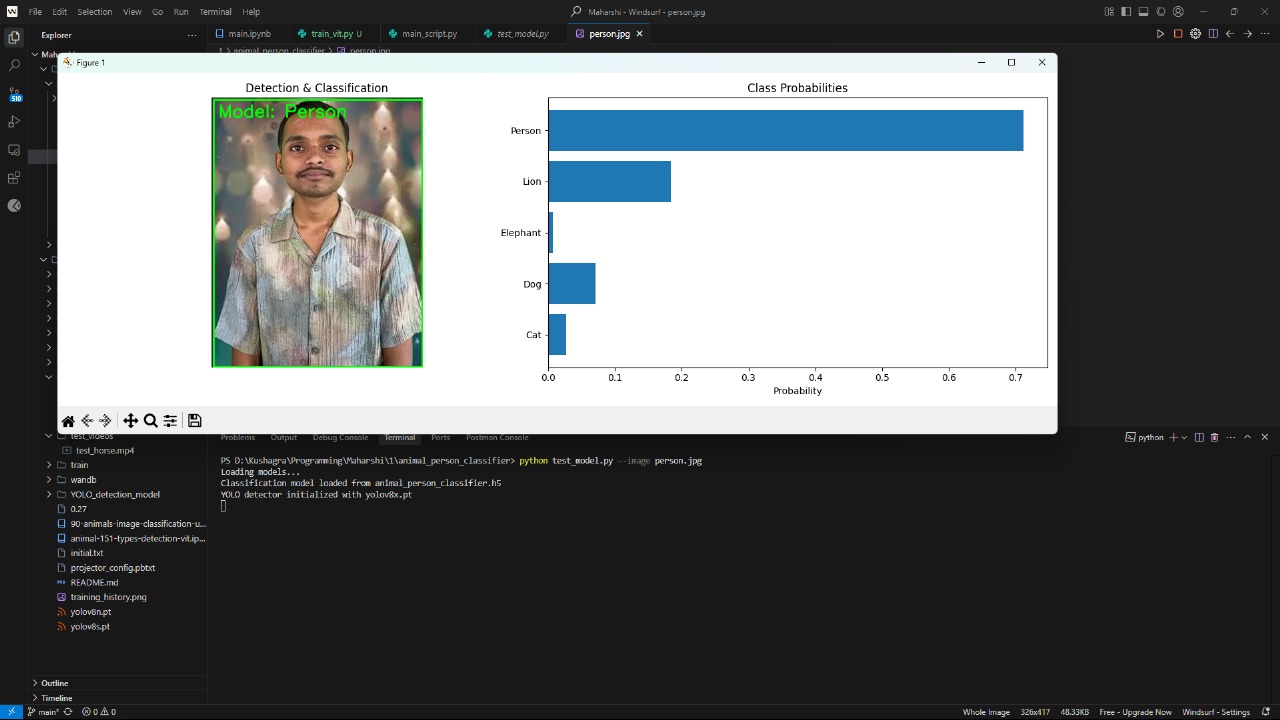 File Edit Selection View Go Run Terminal Help
Maharshi - Windsurf - person.jpg
Explorer
main.ipynb
train_vit.py U
main_script.py
test_model.py
person.jpg
Figure 1
Detection & Classification
Model: Person
Class Probabilities
Person
Lion
Elephant
Dog
Cat
0.0 0.1 0.2 0.3 0.4 0.5 0.6 0.7
Probability
510
test_videos
test_horse.mp4
train
wandb
YOLO_detection_model
0.27
90-animals-image-classification-u...
animal-151-types-detection-vit.ip...
initial.txt
projector_config.pbtxt
README.md
training_history.png
yolov8n.pt
yolov8s.pt
Outline
Timeline
Problems Output Debug Console Terminal Ports Postman Console
python
PS D:\Kushagra\Programming\Maharshi\1\animal_person_classifier> python test_model.py --image person.jpg
Loading models...
Classification model loaded from animal_person_classifier.h5
YOLO detector initialized with yolov8x.pt
main* 0 0
Whole Image 326x417 48.33KB Free - Upgrade Now Windsurf - Settings